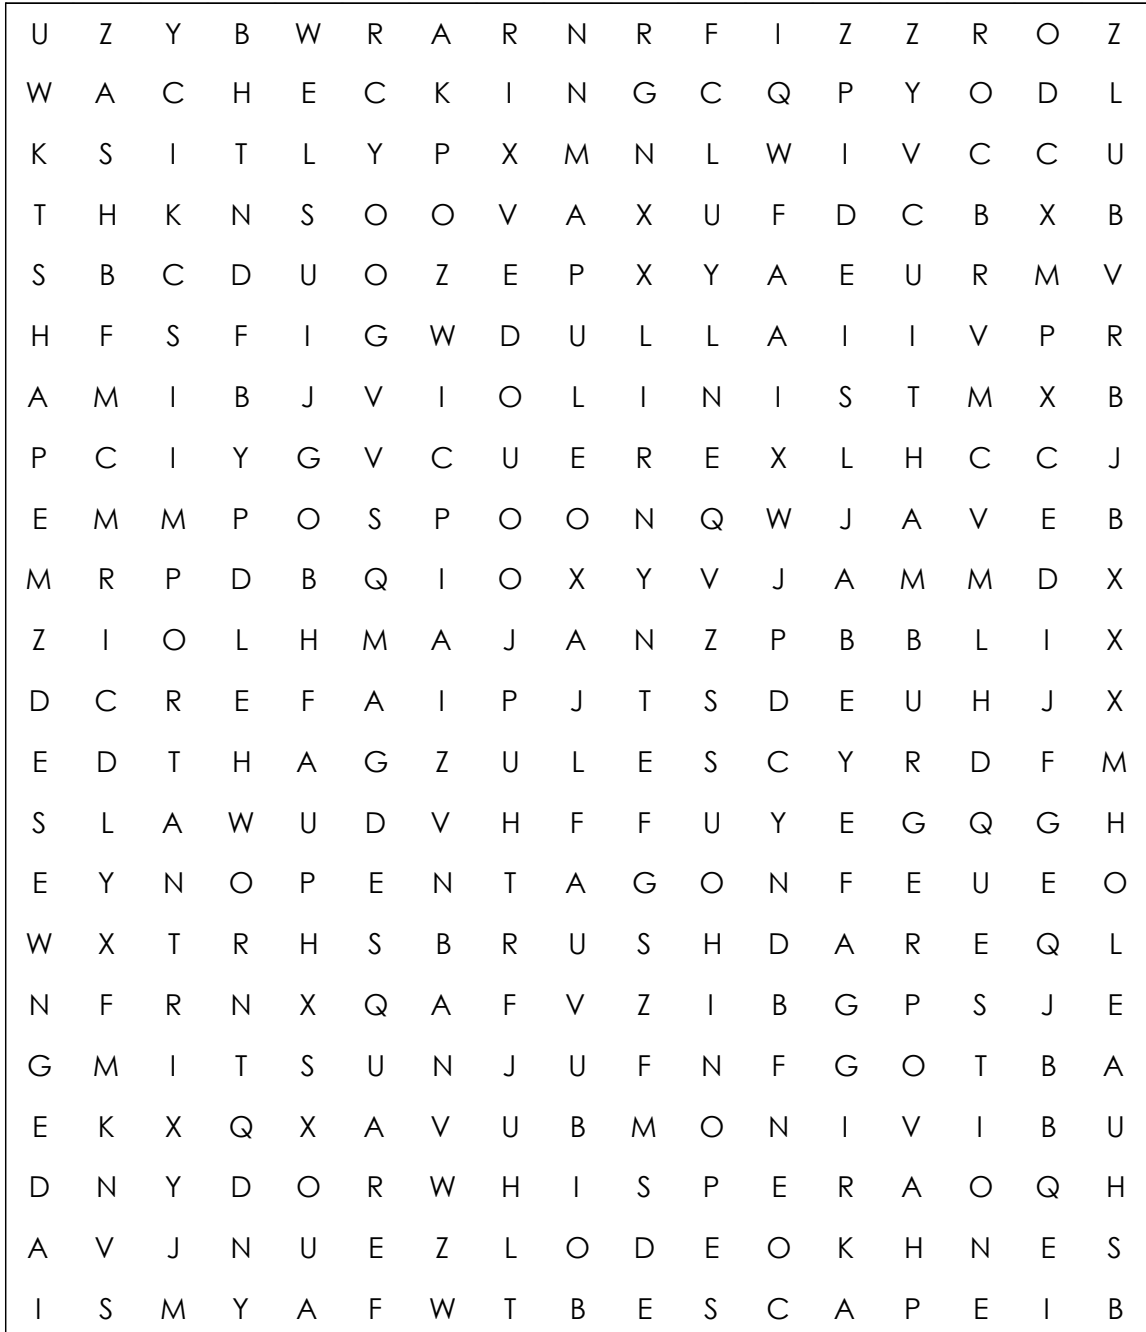 U Z Y B W R A R N R F I Z Z R O Z
W A C H E C K I N G C Q P Y O D L
K S I T L Y P X M N L W I V C C U
T H K N S O O V A X U F D C B X B
S B C D U O Z E P X Y A E U R M V
H F S F I G W D U L L A I I V P R
A M I B J V I O L I N I S T M X B
P C I Y G V C U E R E X L H C C J
E M M P O S P O O N Q W J A V E B
M R P D B Q I O X Y V J A M M D X
Z I O L H M A J A N Z P B B L I X
D C R E F A I P J T S D E U H J X
E D T H A G Z U L E S C Y R D F M
S L A W U D V H F F U Y E G Q G H
E Y N O P E N T A G O N F E U E O
W X T R H S B R U S H D A R E Q L
N F R N X Q A F V Z I B G P S J E
G M I T S U N J U F N F G O T B A
E K X Q X A V U B M O N I V I B U
D N Y D O R W H I S P E R A O Q H
A V J N U E Z L O D E O K H N E S
I S M Y A F W T B E S C A P E I B